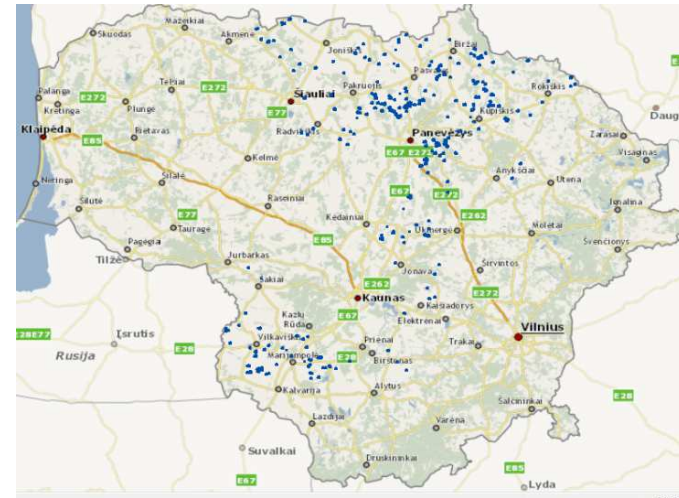 Mažeikiai
Skuodas
Akmenė
Joniškis
Biržai
Pasvalys
E272
Telšiai
E272
Pakruojis
Rokiškis
Palanga
Šiauliai
E272
Kretinga
Plungė
E77
Kupiškis
Daug
Klaipėda
Radviliškis
Panevėžys
E85
Rietavas
E67 E272
Zarasai
Kelmė
Visaginas
Anykščiai
Neringa
Šilalė
Utena
E67
E272
Raseiniai
Ignalina
Šilutė
E77
Kėdainiai
E262
Tauragė
Ukmergė
Molėtai
Pagėgiai
E85
Švenčionys
Tilžė
Jurbarkas
Jonava
Širvintos
Šakiai
E262
Kaunas
E272
Kaišiadorys
Kazlų
Rūda
E67
Elektrėnai
Vilnius
E28E77
Įsrutis
Vilkaviškis
Prienai
Trakai
Rusija
E28
Marijampolė
E28
Birštonas
Kalvarija
Alytus
E28
Šalčininkai
Lazdijai
Varėna
Suvalkai
Druskininkai
E85
E67
Lyda